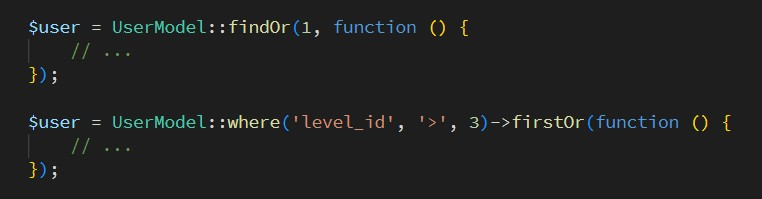 $user = UserModel::findOr(1, function () {
    // ...
});
$user = UserModel::where('level_id', '>', 3)->firstOr(function () {
    // ...
});